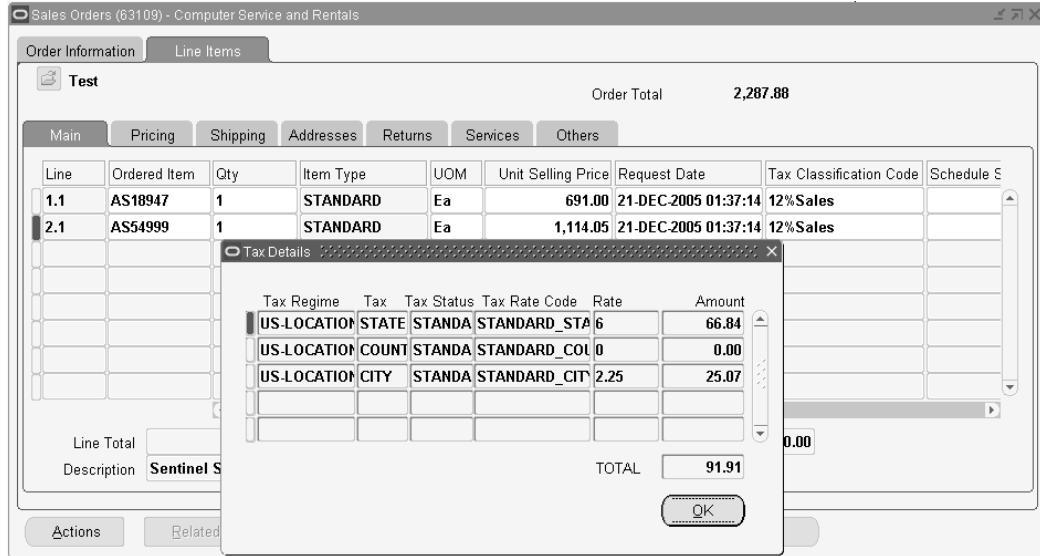 Sales Orders (63109) - Computer Service and Rentals
Order Information Line Items
Test
Order Total 2,287.88
Main Pricing Shipping Addresses Returns Services Others
Line Ordered Item Qty Item Type UOM Unit Selling Price Request Date Tax Classification Code Schedule S
1.1 AS18947 1 STANDARD Ea 691.00 21-DEC-2005 01:37:14 12%Sales
2.1 AS54999 1 STANDARD Ea 1,114.05 21-DEC-2005 01:37:14 12%Sales
Tax Details
Tax Regime Tax Tax Status Tax Rate Code Rate Amount
US-LOCATION STATE STANDA STANDARD_STA 6 66.84
US-LOCATION COUNT STANDA STANDARD_COU 0 0.00
US-LOCATION CITY STANDA STANDARD_CITY 2.25 25.07
Line Total 0.00
Description Sentinel S
TOTAL 91.91
OK
Actions Related